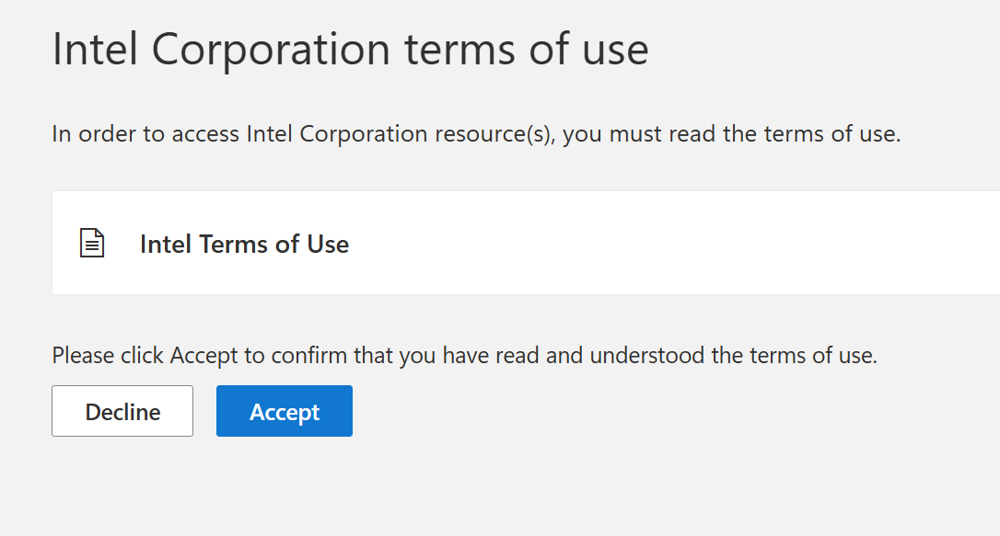 Intel Corporation terms of use
In order to access Intel Corporation resource(s), you must read the terms of use.
Intel Terms of Use
Please click Accept to confirm that you have read and understood the terms of use.
Decline
Accept